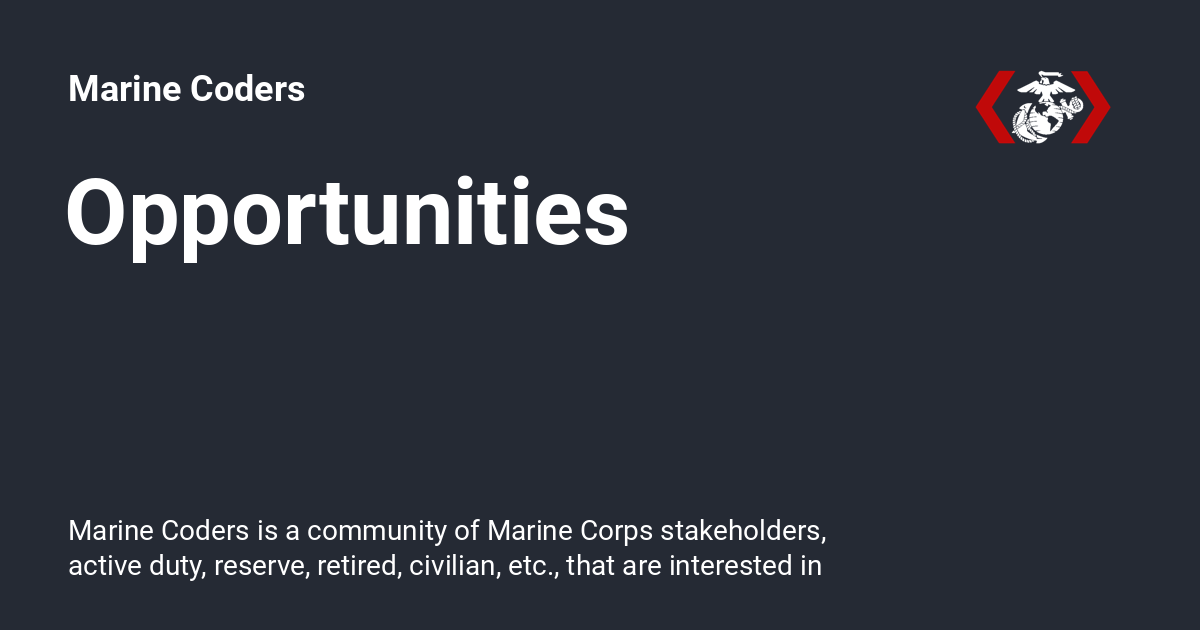 Marine Coders
Opportunities
Marine Coders is a community of Marine Corps stakeholders,
active duty, reserve, retired, civilian, etc., that are interested in